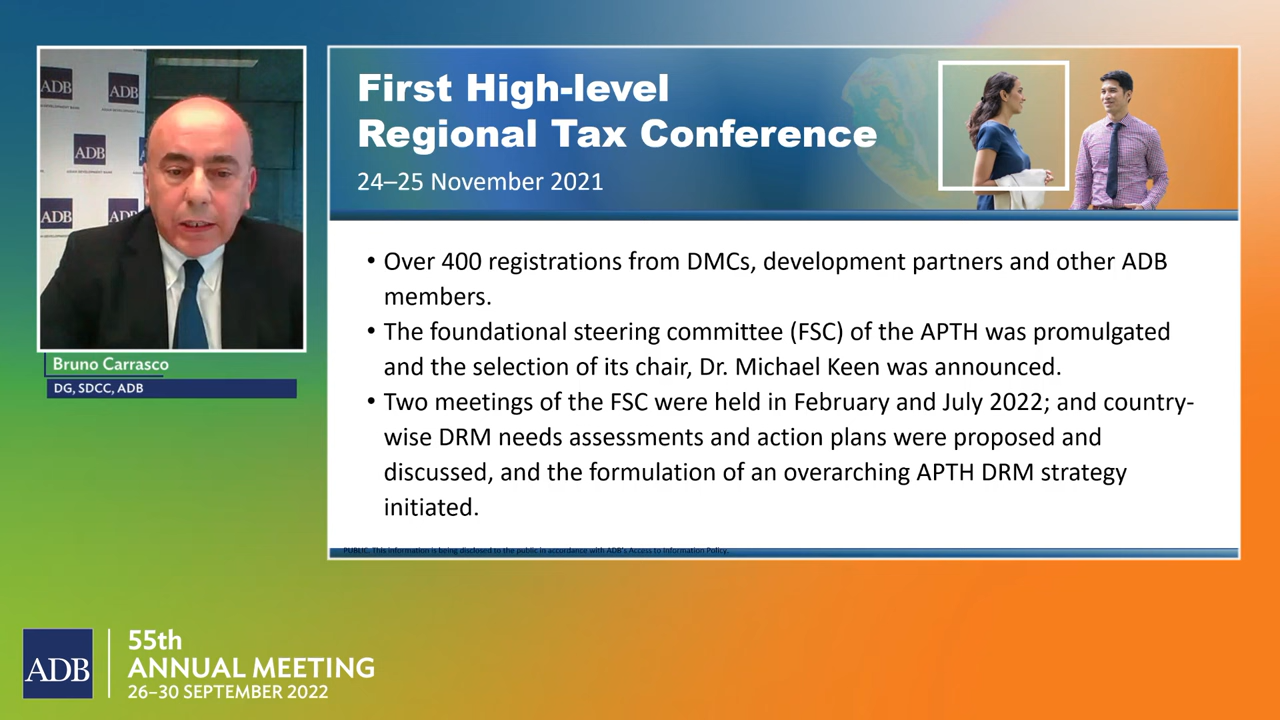 ADB
ADB
ADB
ADB
Bruno Carrasco
DG, SDCC, ADB
First High-level
Regional Tax Conference
24–25 November 2021
• Over 400 registrations from DMCs, development partners and other ADB
members.
• The foundational steering committee (FSC) of the APTH was promulgated
and the selection of its chair, Dr. Michael Keen was announced.
• Two meetings of the FSC were held in February and July 2022; and country-
wise DRM needs assessments and action plans were proposed and
discussed, and the formulation of an overarching APTH DRM strategy
initiated.
PUBLIC. This information is being disclosed to the public in accordance with ADB's Access to Information Policy.
ADB
55th
ANNUAL MEETING
26–30 SEPTEMBER 2022